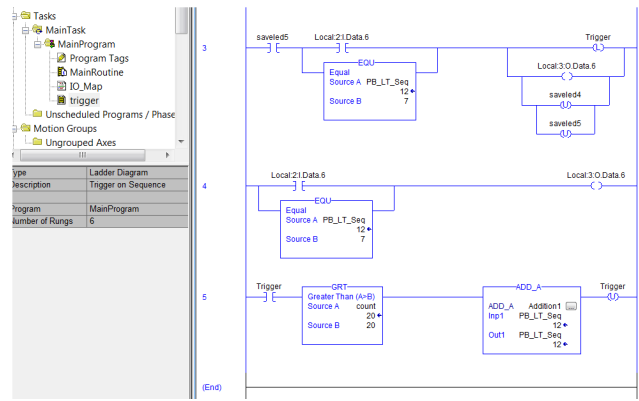 Tasks
MainTask
MainProgram
Program Tags
MainRoutine
IO_Map
trigger
Unscheduled Programs / Phase
Motion Groups
Ungrouped Axes
Type Ladder Diagram
Description Trigger on Sequence
Program MainProgram
Number of Rungs 6
3
saveled5
Local:2:I.Data.6
Trigger
L
EQU
Equal
Source A PB_LT_Seq
12
Source B 7
Local:3:O.Data.6
saveled4
U
saveled5
U
4
Local:2:I.Data.6
Local:3:O.Data.6
EQU
Equal
Source A PB_LT_Seq
12
Source B 7
5
Trigger
GRT
Greater Than (A>B)
Source A count
20
Source B 20
ADD_A
ADD_A Addition1 ...
Inp1 PB_LT_Seq
12
Out1 PB_LT_Seq
12
Trigger
U
(End)